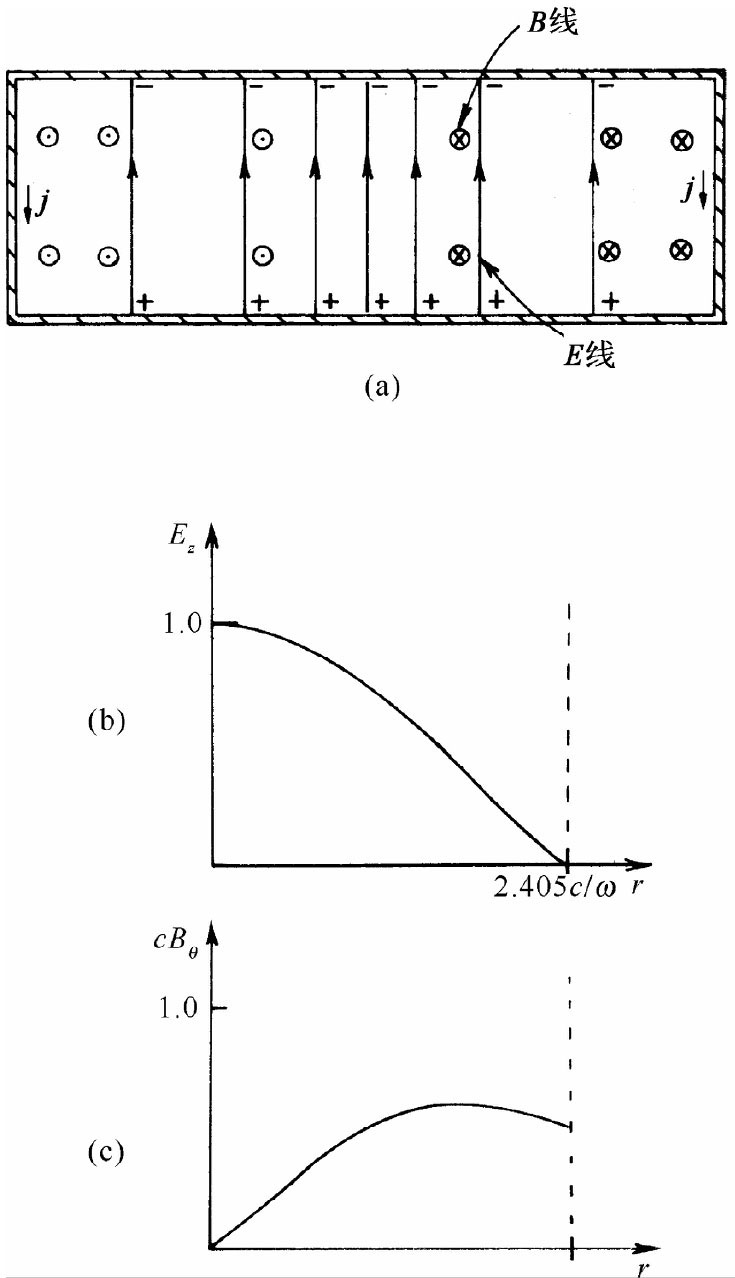 B线
− − − − − −
⊙ ⊙ ⊙ ⊗ ⊗ ⊗
j j
⊙ ⊙ ⊙ ⊗ ⊗ ⊗
+ + + + + +
E线
(a)
E_z
1.0
(b)
2.405c/ω r
cB_θ
1.0
(c)
r